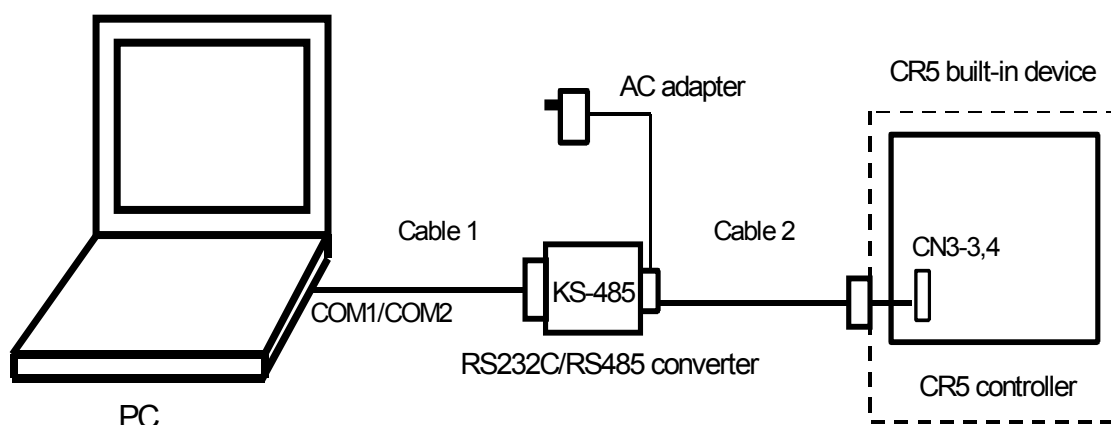 CR5 built-in device
AC adapter
Cable 1
Cable 2
CN3-3,4
KS-485
COM1/COM2
RS232C/RS485 converter
CR5 controller
PC